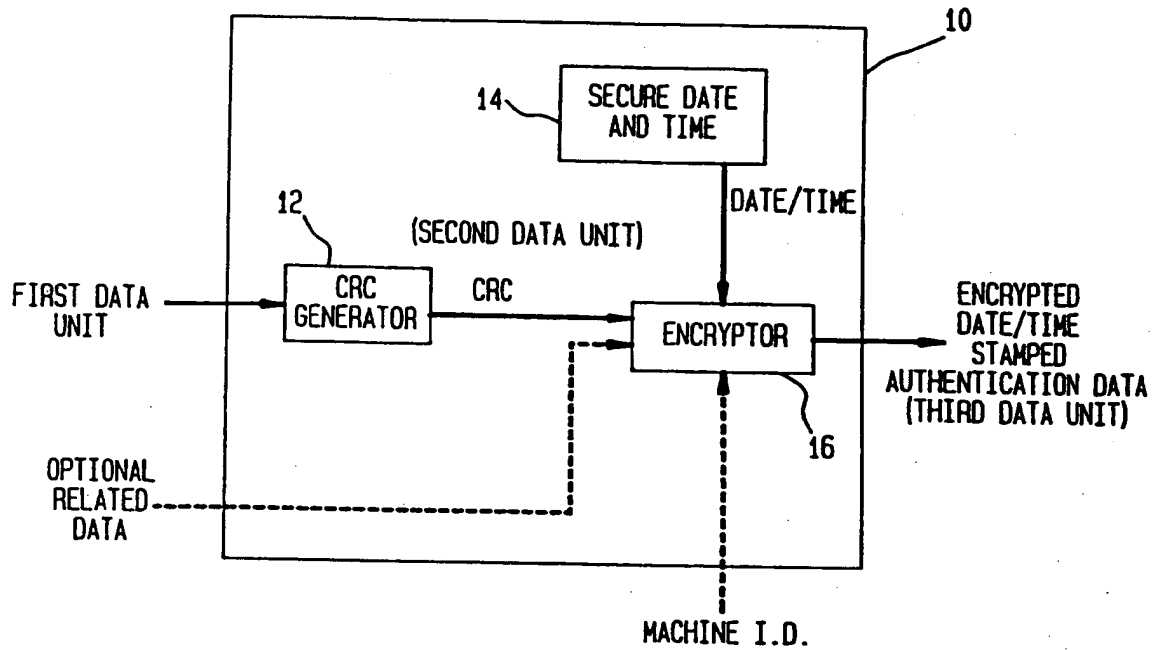 10
14
SECURE DATE
AND TIME
DATE/TIME
12
(SECOND DATA UNIT)
FIRST DATA
UNIT
CRC
GENERATOR
CRC
ENCRYPTOR
ENCRYPTED
DATE/TIME
STAMPED
AUTHENTICATION DATA
(THIRD DATA UNIT)
16
OPTIONAL
RELATED
DATA
MACHINE I.D.